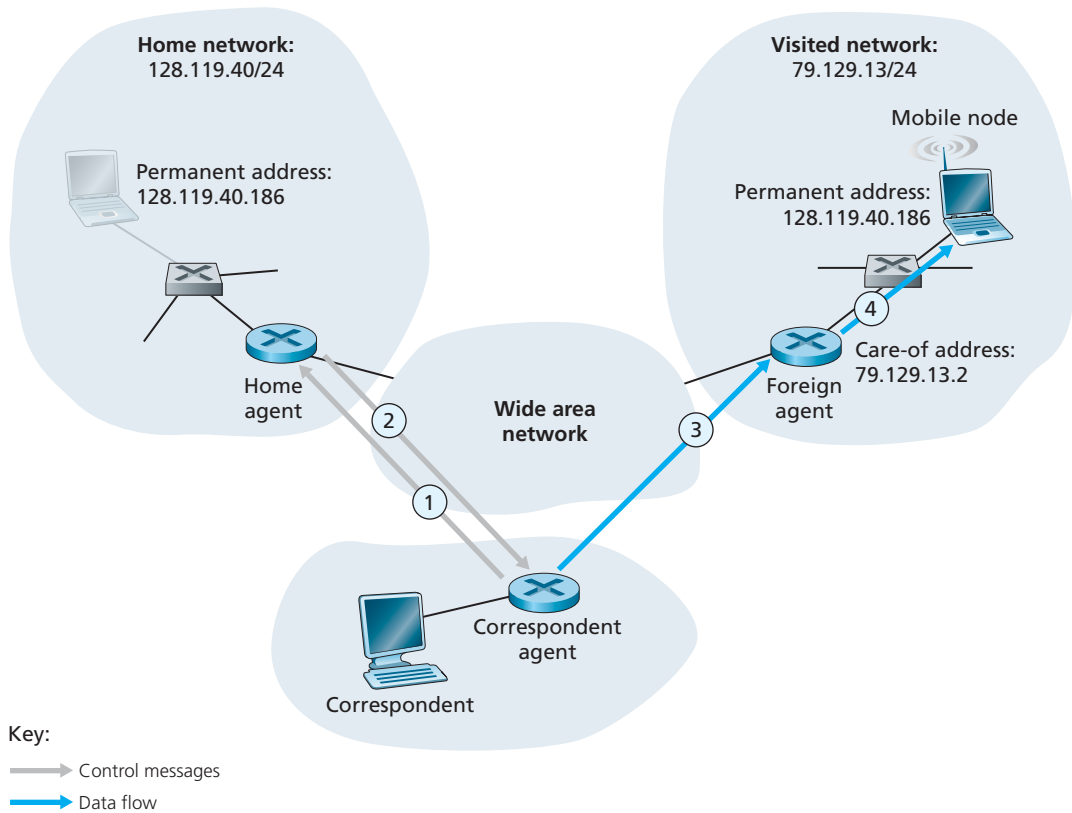 Home network:
128.119.40/24
Visited network:
79.129.13/24
Mobile node
Permanent address:
128.119.40.186
Permanent address:
128.119.40.186
4
Care-of address:
79.129.13.2
Home
agent
Foreign
agent
Wide area
network
2
3
1
Correspondent
agent
Correspondent
Key:
Control messages
Data flow